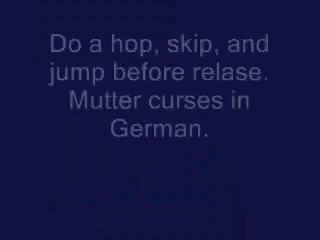 Do a hop, skip, and
jump before relase.
Mutter curses in
German.